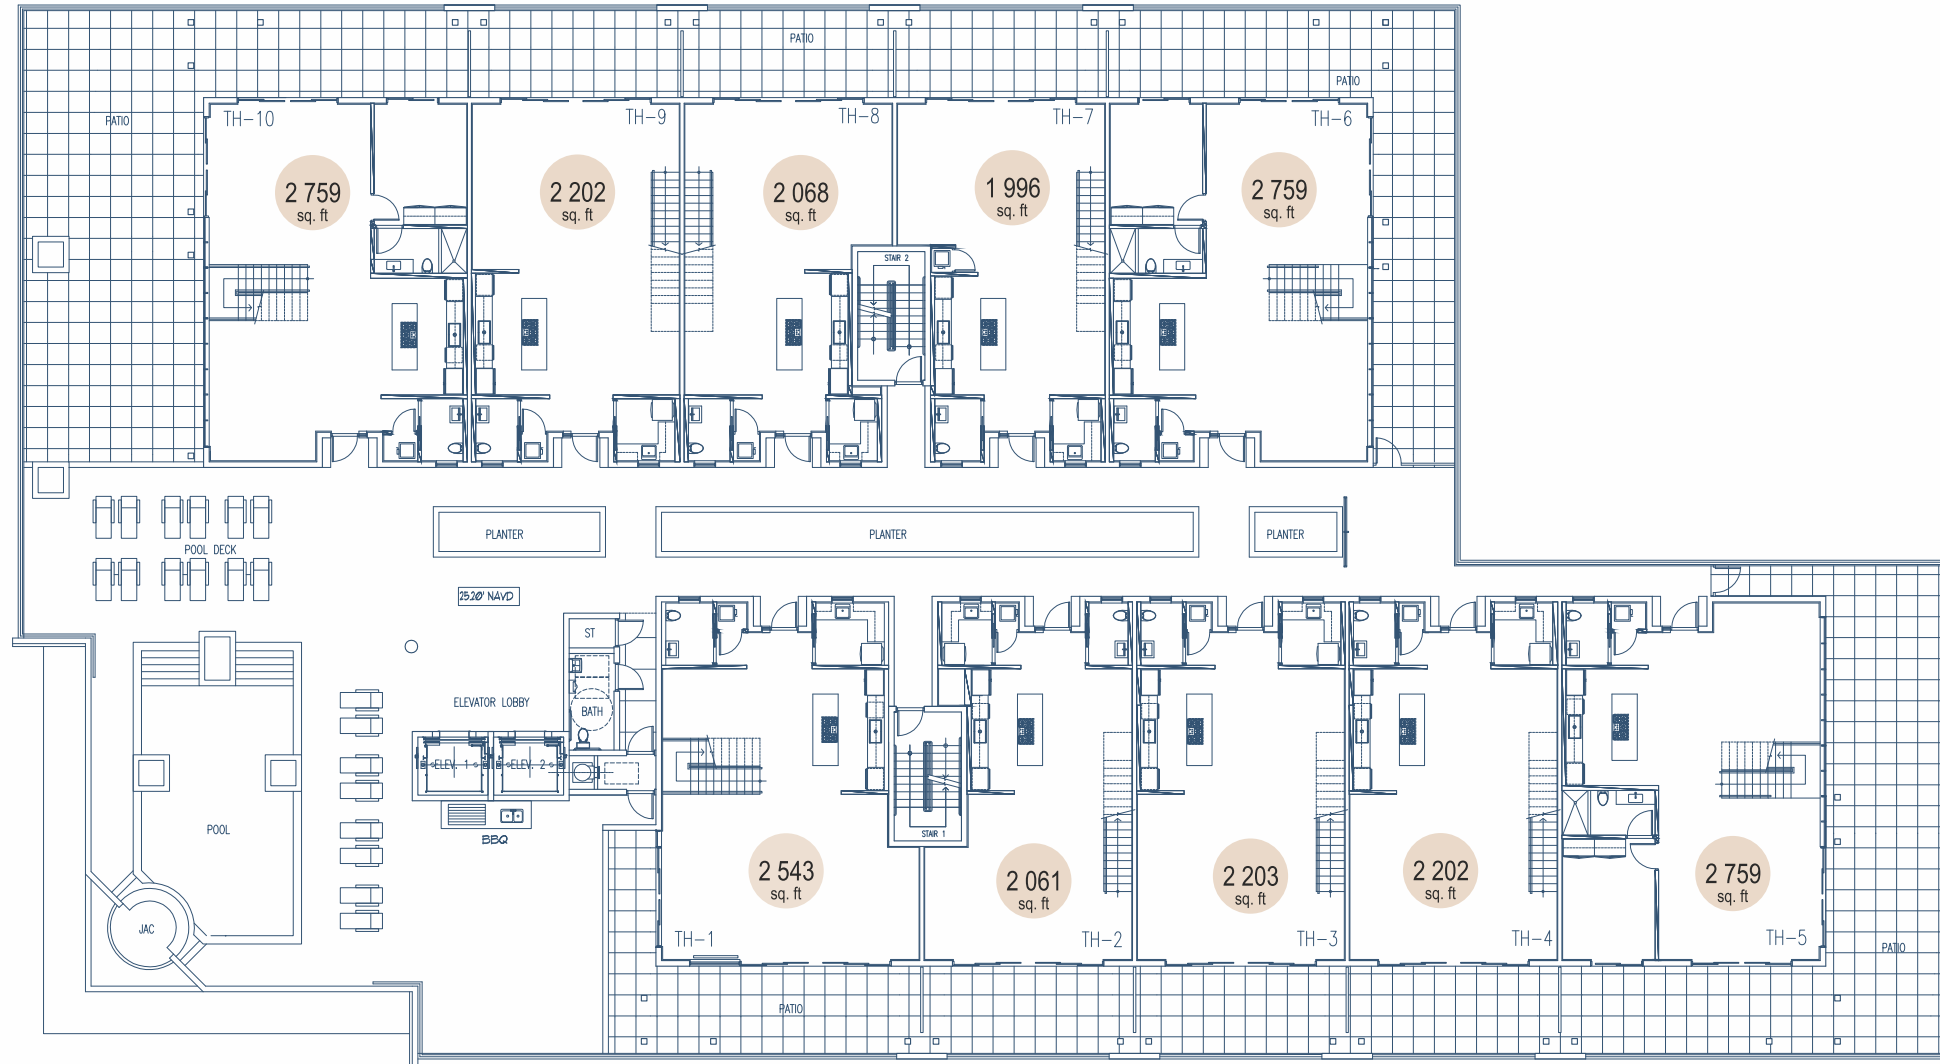 PATIO
PATIO
PATIO
TH-10
TH-9
TH-8
TH-7
TH-6
2 759
sq. ft
2 202
sq. ft
2 068
sq. ft
1 996
sq. ft
2 759
sq. ft
STAIR 2
PLANTER
PLANTER
PLANTER
POOL DECK
25.20' NAVD
ST
ELEVATOR LOBBY
BATH
ELEV. 1
ELEV. 2
POOL
BBQ
STAIR 1
2 543
sq. ft
2 061
sq. ft
2 203
sq. ft
2 202
sq. ft
2 759
sq. ft
JAC
TH-1
TH-2
TH-3
TH-4
TH-5
PATIO
PATIO